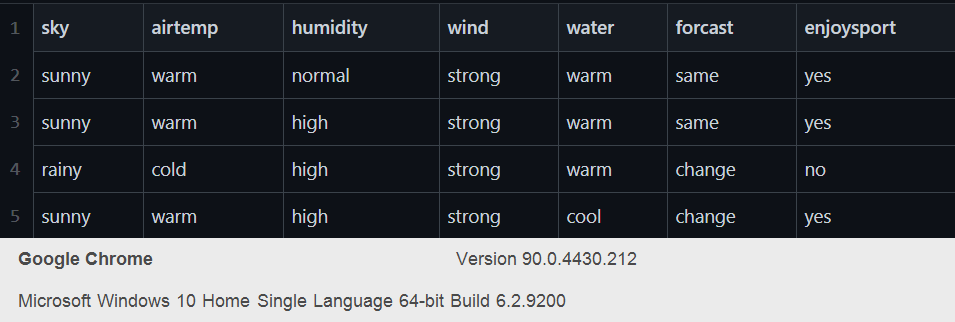 1 sky airtemp humidity wind water forcast enjoysport
2 sunny warm normal strong warm same yes
3 sunny warm high strong warm same yes
4 rainy cold high strong warm change no
5 sunny warm high strong cool change yes
Google Chrome Version 90.0.4430.212
Microsoft Windows 10 Home Single Language 64-bit Build 6.2.9200